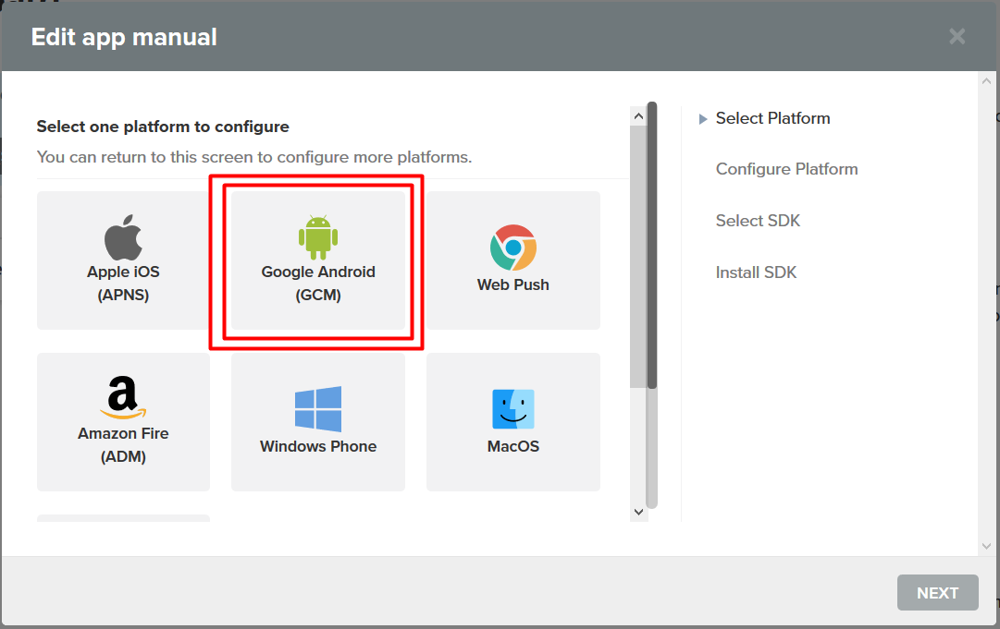 Edit app manual
Select one platform to configure
You can return to this screen to configure more platforms.
Apple iOS
(APNS)
Google Android
(GCM)
Web Push
Amazon Fire
(ADM)
Windows Phone
MacOS
Select Platform
Configure Platform
Select SDK
Install SDK
NEXT